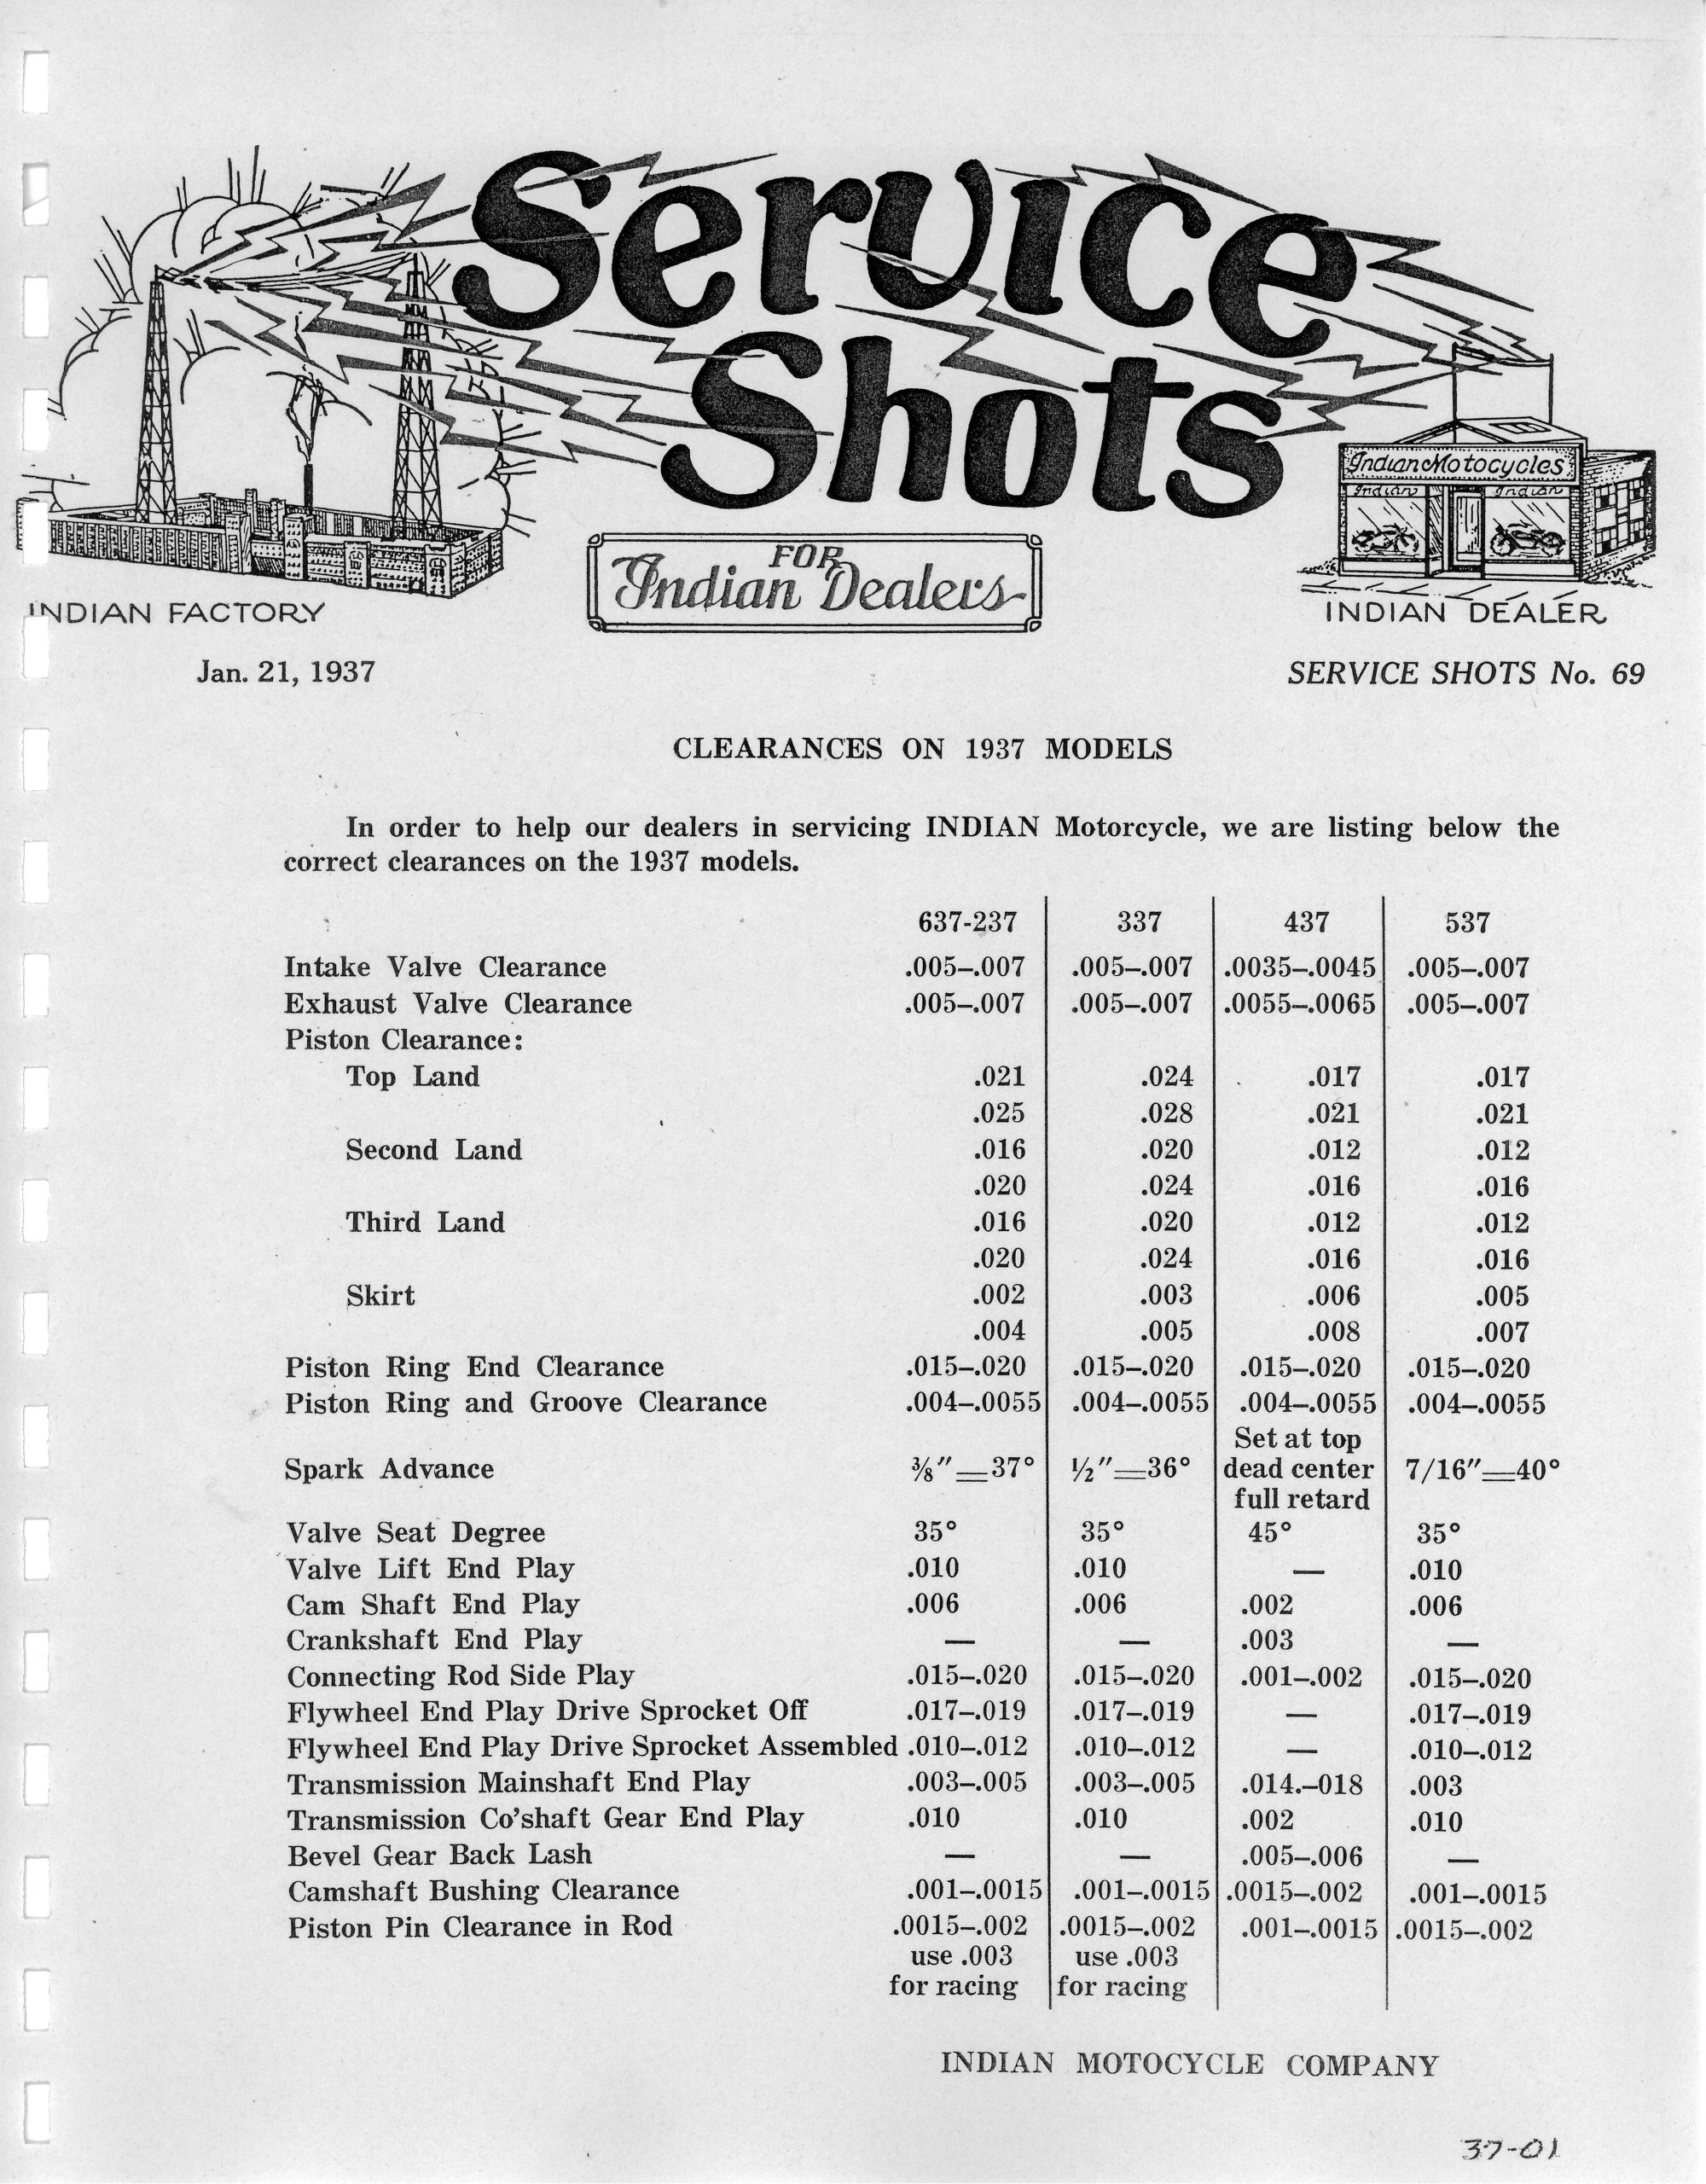 Service
Shots
FOR
Indian Dealers
Indian Motocycles
Indian Indian
INDIAN FACTORY
INDIAN DEALER
Jan. 21, 1937 SERVICE SHOTS No. 69
CLEARANCES ON 1937 MODELS
In order to help our dealers in servicing INDIAN Motorcycle, we are listing below the
correct clearances on the 1937 models.
637-237 337 437 537
Intake Valve Clearance .005–.007 .005–.007 .0035–.0045 .005–.007
Exhaust Valve Clearance .005–.007 .005–.007 .0055–.0065 .005–.007
Piston Clearance:
Top Land .021 .024 .017 .017
.025 .028 .021 .021
Second Land .016 .020 .012 .012
.020 .024 .016 .016
Third Land .016 .020 .012 .012
.020 .024 .016 .016
Skirt .002 .003 .006 .005
.004 .005 .008 .007
Piston Ring End Clearance .015–.020 .015–.020 .015–.020 .015–.020
Piston Ring and Groove Clearance .004–.0055 .004–.0055 .004–.0055 .004–.0055
Set at top
Spark Advance ⅜″=37° ½″=36° dead center 7/16″=40°
full retard
Valve Seat Degree 35° 35° 45° 35°
Valve Lift End Play .010 .010 — .010
Cam Shaft End Play .006 .006 .002 .006
Crankshaft End Play — — .003 —
Connecting Rod Side Play .015–.020 .015–.020 .001–.002 .015–.020
Flywheel End Play Drive Sprocket Off .017–.019 .017–.019 — .017–.019
Flywheel End Play Drive Sprocket Assembled .010–.012 .010–.012 — .010–.012
Transmission Mainshaft End Play .003–.005 .003–.005 .014.–018 .003
Transmission Co'shaft Gear End Play .010 .010 .002 .010
Bevel Gear Back Lash — — .005–.006 —
Camshaft Bushing Clearance .001–.0015 .001–.0015 .0015–.002 .001–.0015
Piston Pin Clearance in Rod .0015–.002 .0015–.002 .001–.0015 .0015–.002
use .003 use .003
for racing for racing
INDIAN MOTOCYCLE COMPANY
37-01